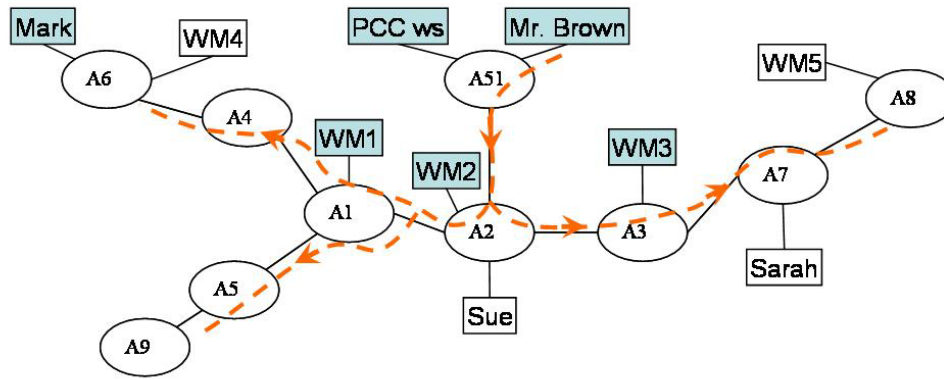 Mark
WM4
PCC ws
Mr. Brown
A6
A51
WM5
A8
A4
WM1
WM2
WM3
A7
A1
A2
A3
Sarah
A5
Sue
A9